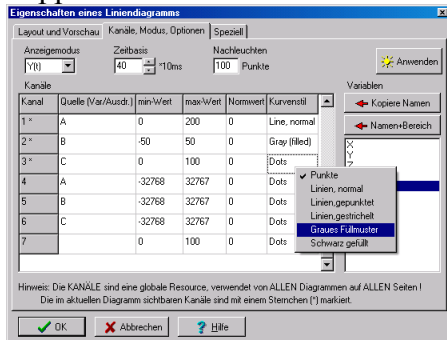 Eigenschaften eines Liniendiagramms
Layout und Vorschau Kanäle, Modus, Optionen Speziell
Anzeigemodus Zeitbasis Nachleuchten
Y(t) 40 *10ms 100 Punkte Anwenden
Kanäle Variablen
Kanal Quelle (Var/Ausdr.) min-Wert max-Wert Normwert Kurvenstil
Kopiere Namen
1 * A 0 200 0 Line, normal
Namen+Bereich
2 * B -50 50 0 Gray (filled)
X
Y
3 * C 0 100 0 Dots
4 A -32768 32767 0 Dots
5 B -32768 32767 0 Dots
6 C -32768 32767 0 Dots
7 0 100 0 Dots
Punkte
Linien, normal
Linien,gepunktet
Linien,gestrichelt
Graues Füllmuster
Schwarz gefüllt
Hinweis: Die KANÄLE sind eine globale Resource, verwendet von ALLEN Diagrammen auf ALLEN Seiten !
Die im aktuellen Diagramm sichtbaren Kanäle sind mit einem Sternchen (*) markiert.
OK Abbrechen Hilfe